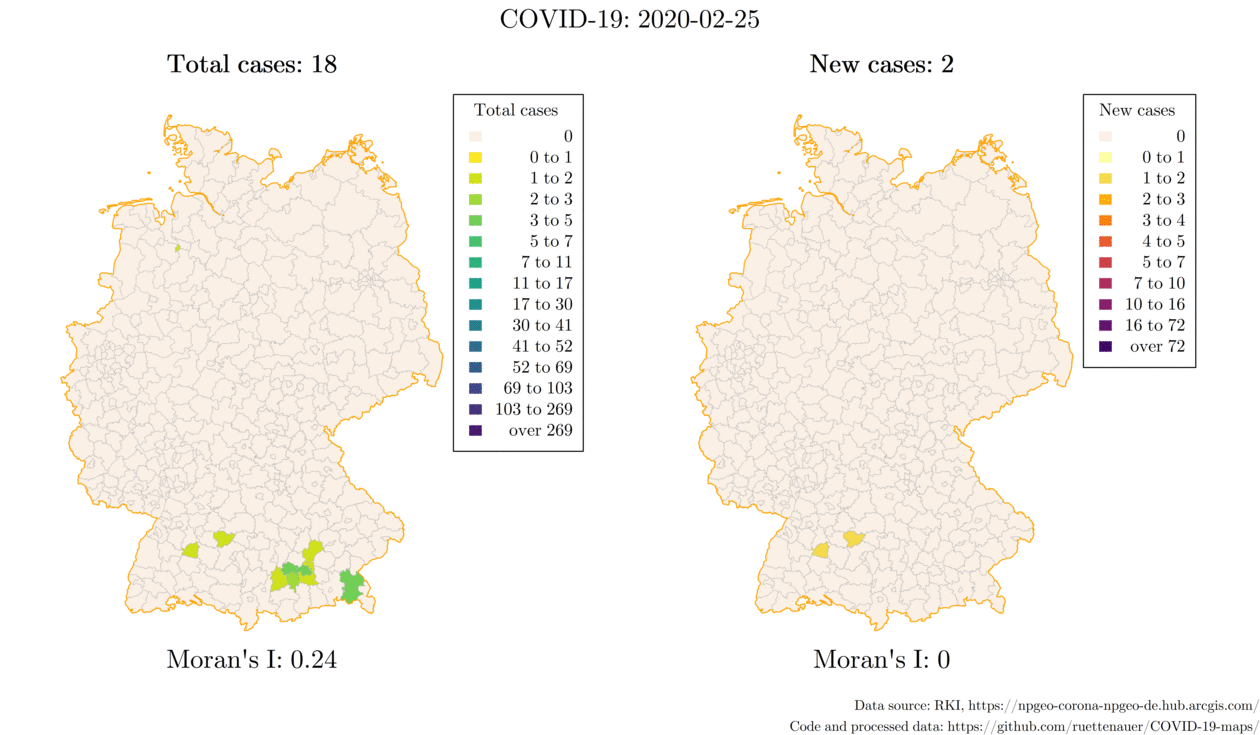 COVID-19: 2020-02-25
Total cases: 18
Total cases
0
0 to 1
1 to 2
2 to 3
3 to 5
5 to 7
7 to 11
11 to 17
17 to 30
30 to 41
41 to 52
52 to 69
69 to 103
103 to 269
over 269
Moran's I: 0.24
New cases: 2
New cases
0
0 to 1
1 to 2
2 to 3
3 to 4
4 to 5
5 to 7
7 to 10
10 to 16
16 to 72
over 72
Moran's I: 0
Data source: RKI, https://npgeo-corona-npgeo-de.hub.arcgis.com/
Code and processed data: https://github.com/ruettenauer/COVID-19-maps/